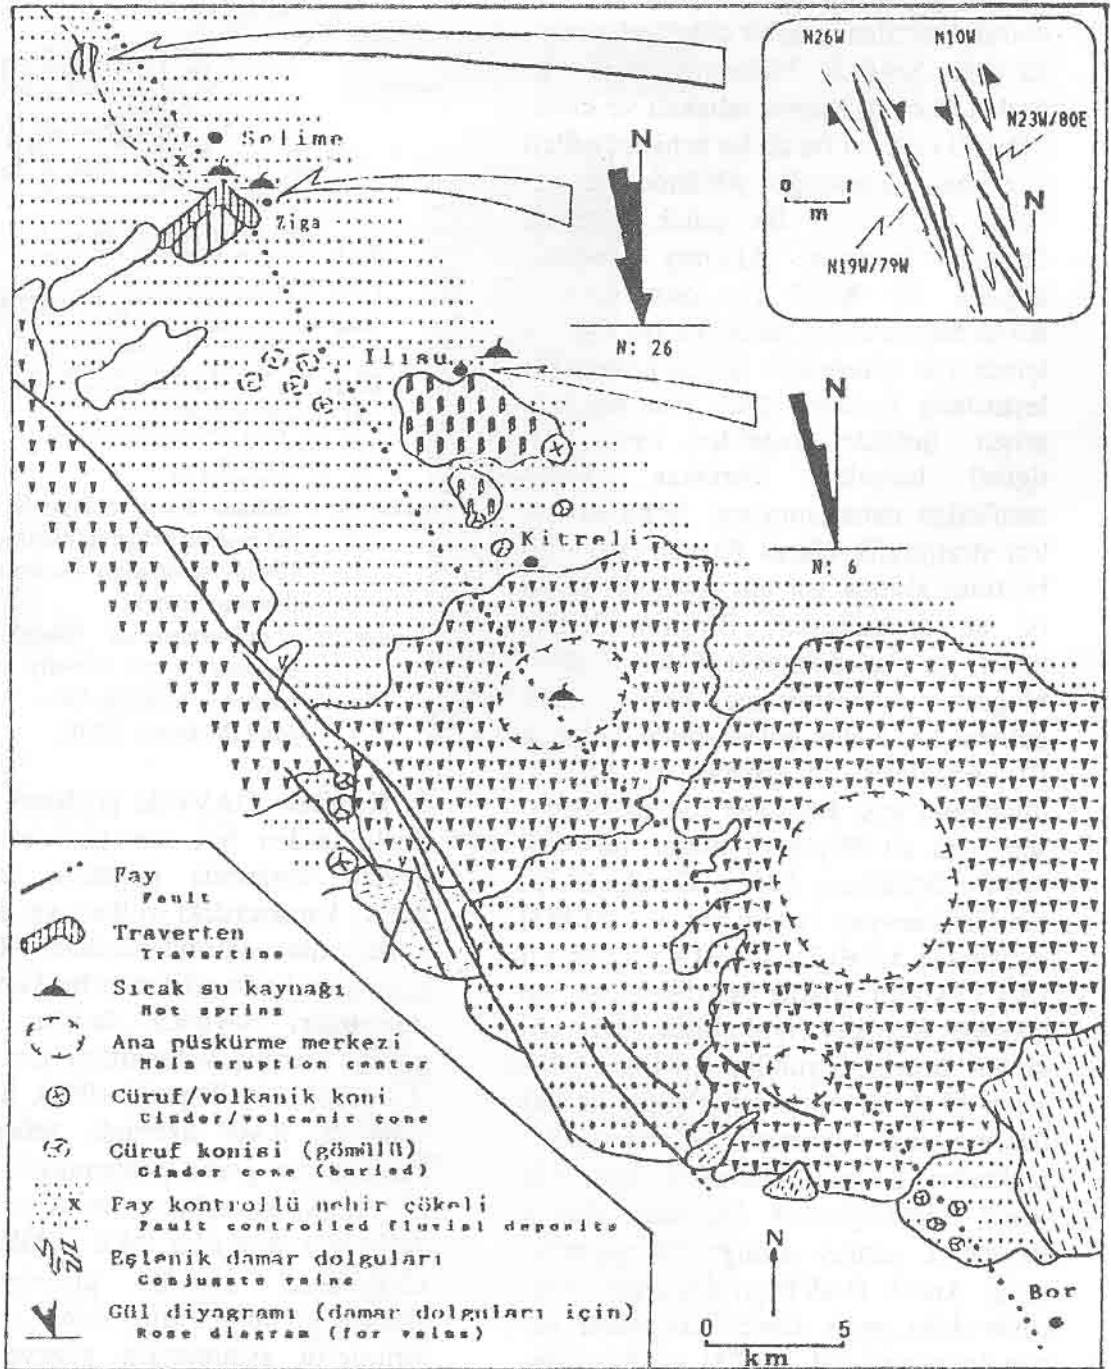 N26W
N10W
N23W/80E
0 1
m
N
N19W/79W
Selime
x
Ziga
N
N: 26
Ilısu
N
N: 6
Kitreli
Fay
Fault
Traverten
Travertine
Sıcak su kaynağı
Hot spring
Ana püskürme merkezi
Main eruption center
Cüruf/volkanik koni
Cinder/volcanic cone
Cüruf konisi (gömülü)
Cinder cone (buried)
x
Fay kontrollü nehir çökeli
Fault controlled fluvial deposits
Eşlenik damar dolguları
Conjugate veins
Gül diyagramı (damar dolguları için)
Rose diagram (for veins)
N
0 5
km
Bor